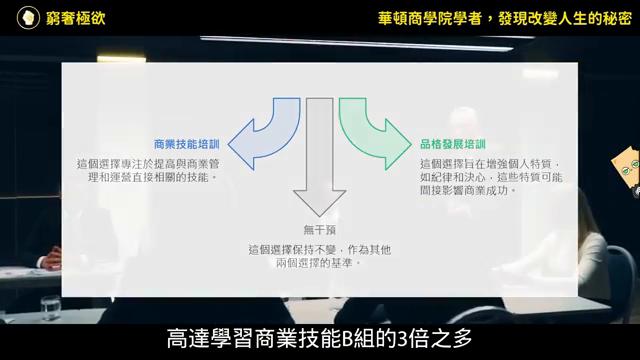 窮奢極欲
華頓商學院學者，發現改變人生的秘密
商業技能培訓
這個選擇專注於提高與商業管
理和運營直接相關的技能。
品格發展培訓
這個選擇旨在增強個人特質，
如紀律和決心，這些特質可能
間接影響商業成功。
無干預
這個選擇保持不變，作為其他
兩個選擇的基準。
高達學習商業技能B組的3倍之多